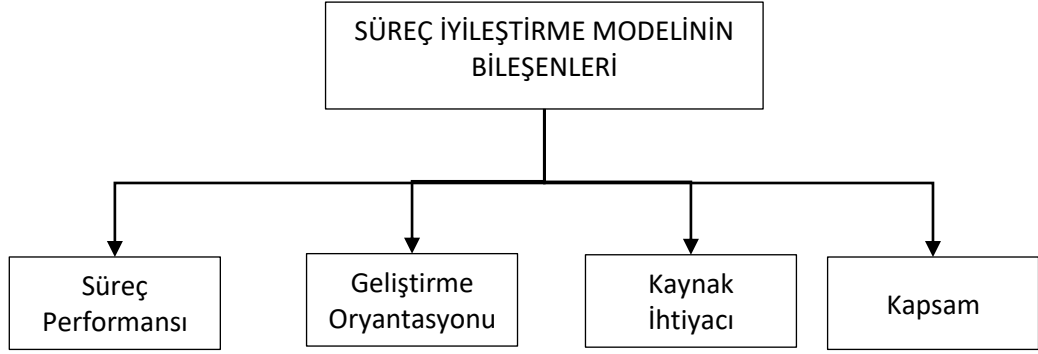 SÜREÇ İYİLEŞTİRME MODELİNİN
BİLEŞENLERİ
Süreç
Performansı
Geliştirme
Oryantasyonu
Kaynak
İhtiyacı
Kapsam